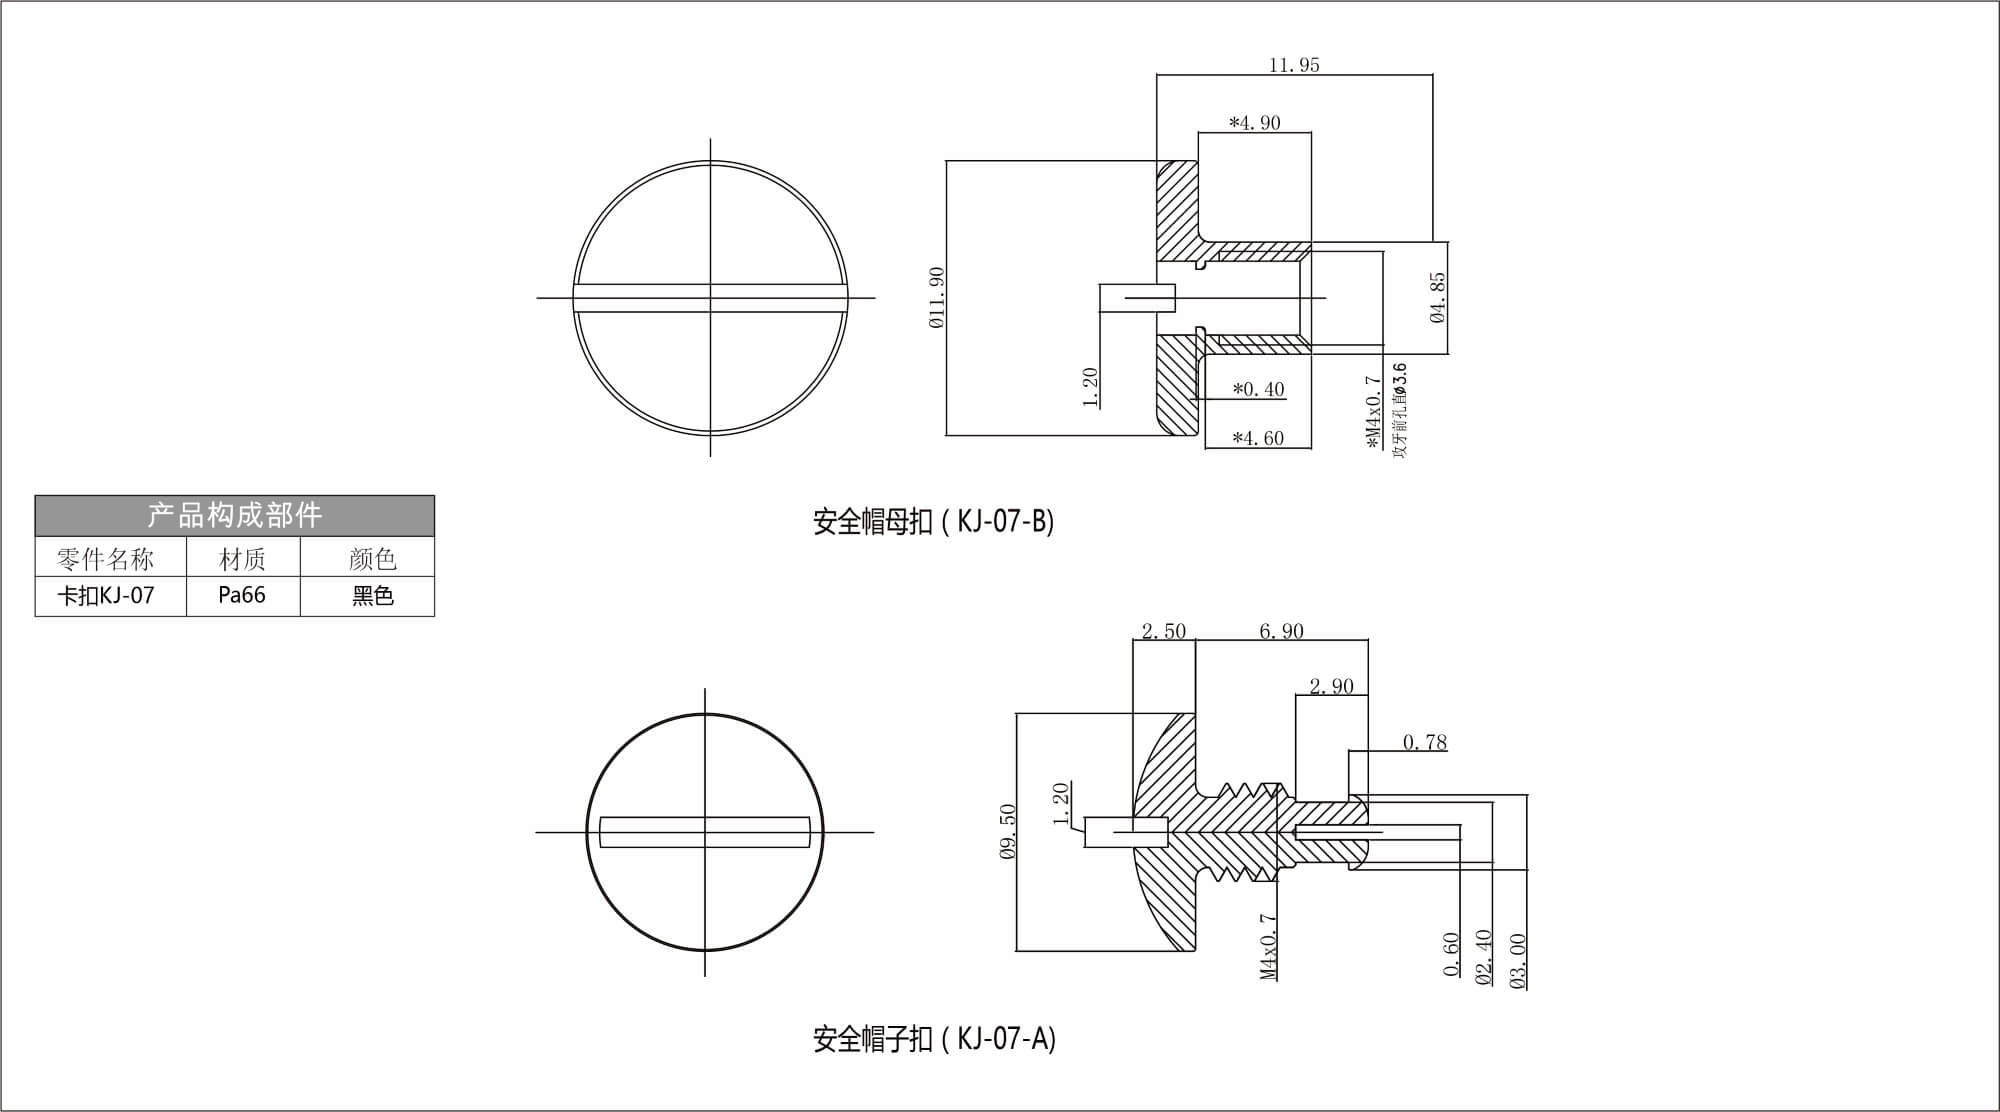 11.95
*4.90
Ø11.90
1.20
*0.40
*4.60
*M4x0.7
攻牙前孔直ø3.6
Ø4.85
安全帽母扣（KJ-07-B)
产品构成部件
零件名称 材质 颜色
卡扣KJ-07 Pa66 黑色
2.50 6.90
2.90
0.78
1.20
Ø9.50
M4x0.7
0.60
Ø2.40
Ø3.00
安全帽子扣（KJ-07-A)